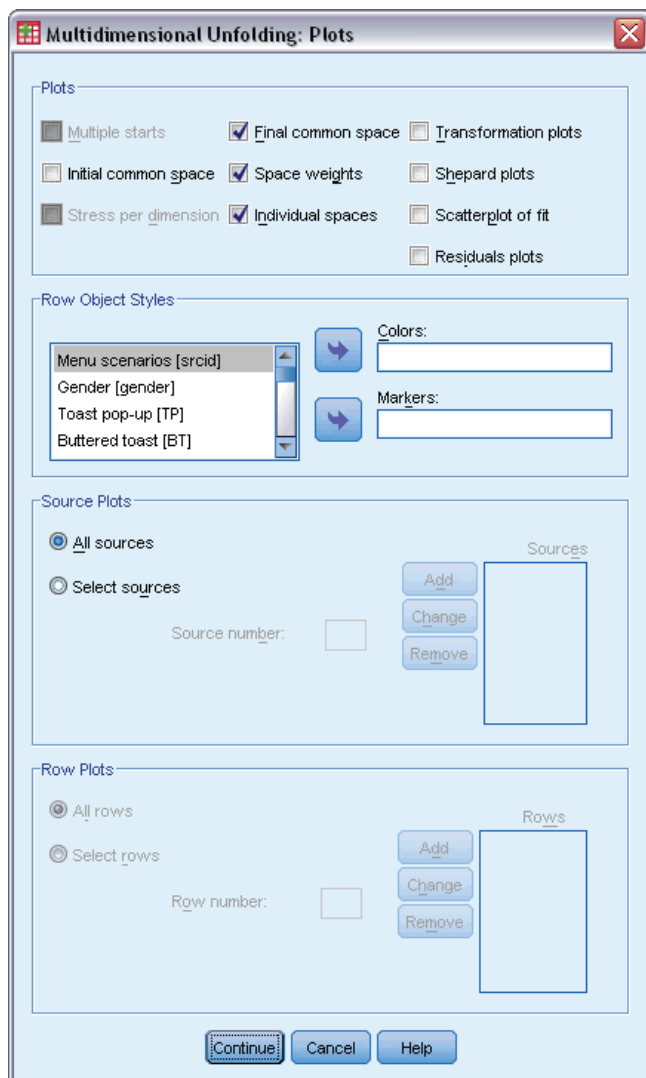 Multidimensional Unfolding: Plots
Plots
Multiple starts
Final common space
Transformation plots
Initial common space
Space weights
Shepard plots
Stress per dimension
Individual spaces
Scatterplot of fit
Residuals plots
Row Object Styles
Menu scenarios [srcid]
Gender [gender]
Toast pop-up [TP]
Buttered toast [BT]
Colors:
Markers:
Source Plots
All sources
Select sources
Source number:
Sources
Add
Change
Remove
Row Plots
All rows
Select rows
Row number:
Rows
Add
Change
Remove
Continue
Cancel
Help